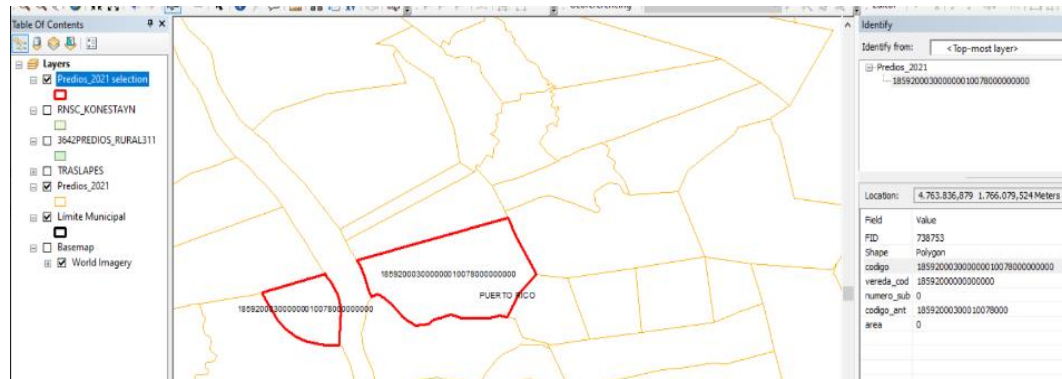 Table Of Contents
Layers
Predios_2021 selection
RNSC_KONESTAYN
3642PREDIOS_RURAL311
TRASLAPES
Predios_2021
Límite Municipal
Basemap
World Imagery
185920003000000010078000000000
PUERTO RICO
185920003000000010078000000000
Identify
Identify from: <Top-most layer>
Predios_2021
185920003000000010078000000000
Location: 4.763.836,879 1.766.079,524 Meters
Field Value
FID 738753
Shape Polygon
codigo 185920003000000010078000000000
vereda_cod 18592000000000000
numero_sub 0
codigo_ant 18592000300010078000
area 0